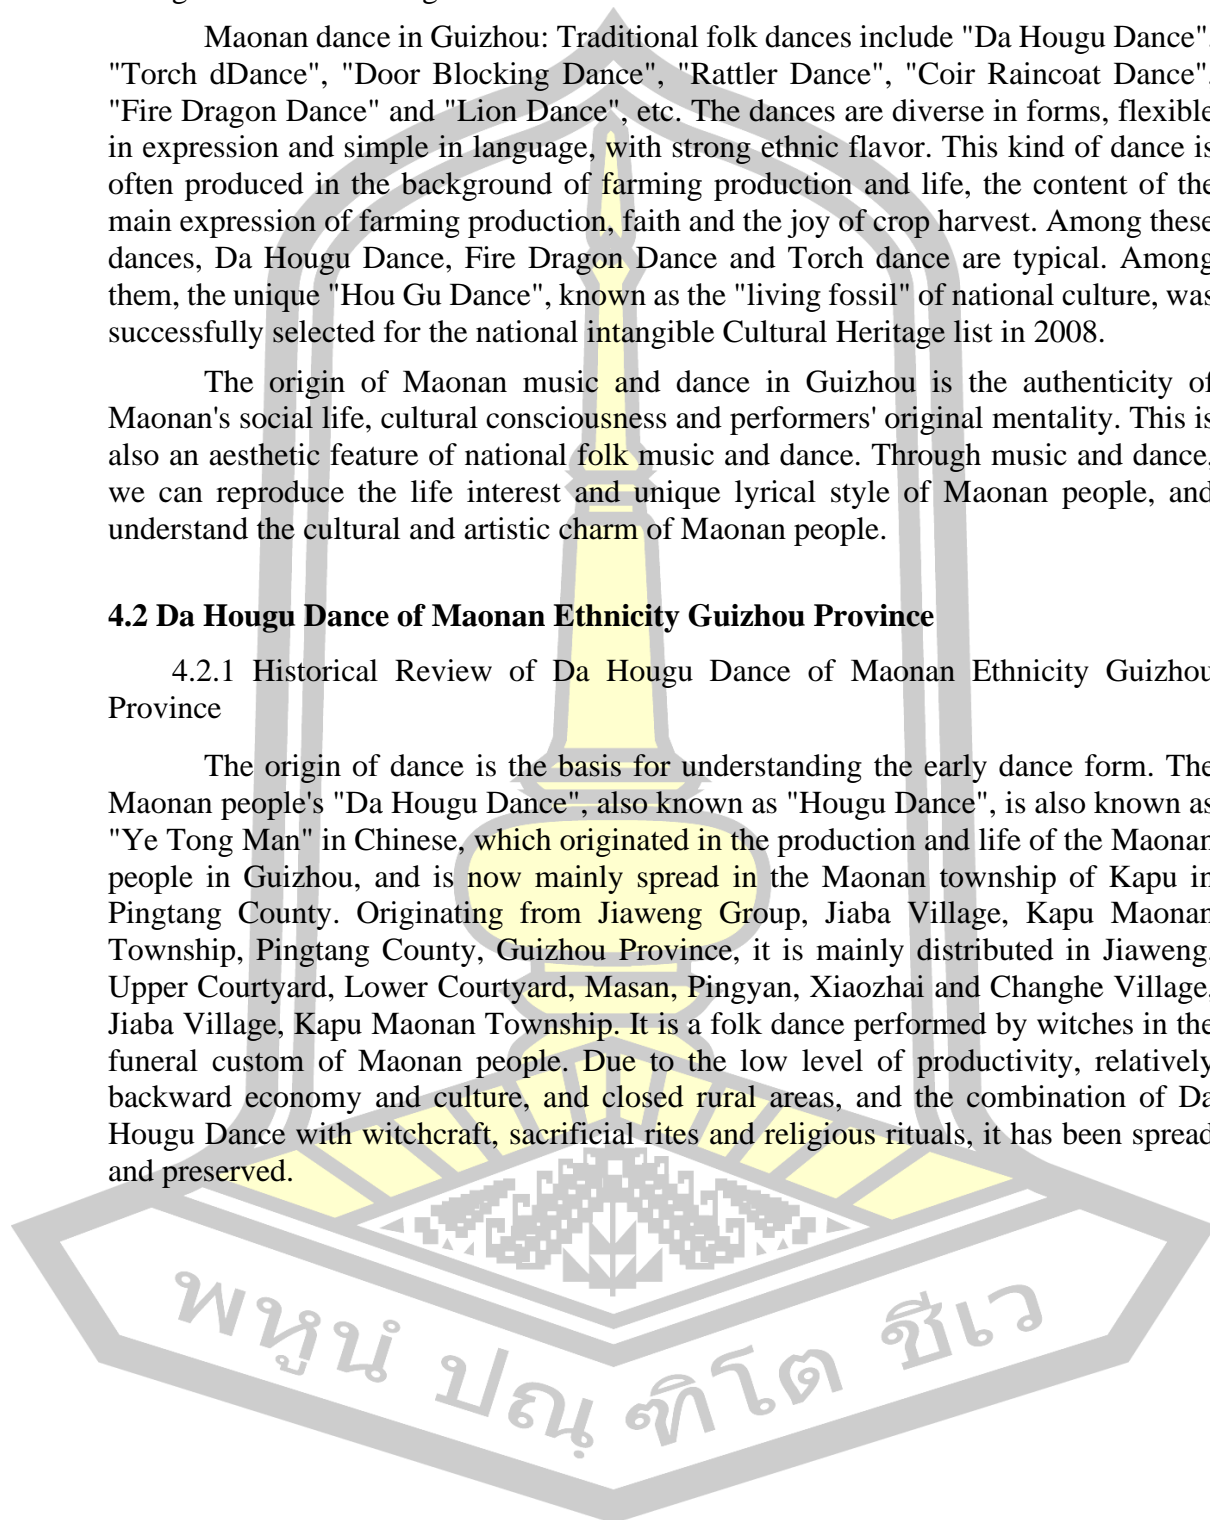 Maonan dance in Guizhou: Traditional folk dances include "Da Hougu Dance",
"Torch dDance", "Door Blocking Dance", "Rattler Dance", "Coir Raincoat Dance",
"Fire Dragon Dance" and "Lion Dance", etc. The dances are diverse in forms, flexible
in expression and simple in language, with strong ethnic flavor. This kind of dance is
often produced in the background of farming production and life, the content of the
main expression of farming production, faith and the joy of crop harvest. Among these
dances, Da Hougu Dance, Fire Dragon Dance and Torch dance are typical. Among
them, the unique "Hou Gu Dance", known as the "living fossil" of national culture, was
successfully selected for the national intangible Cultural Heritage list in 2008.
The origin of Maonan music and dance in Guizhou is the authenticity of
Maonan's social life, cultural consciousness and performers' original mentality. This is
also an aesthetic feature of national folk music and dance. Through music and dance,
we can reproduce the life interest and unique lyrical style of Maonan people, and
understand the cultural and artistic charm of Maonan people.
4.2 Da Hougu Dance of Maonan Ethnicity Guizhou Province
4.2.1 Historical Review of Da Hougu Dance of Maonan Ethnicity Guizhou
Province
The origin of dance is the basis for understanding the early dance form. The
Maonan people's "Da Hougu Dance", also known as "Hougu Dance", is also known as
"Ye Tong Man" in Chinese, which originated in the production and life of the Maonan
people in Guizhou, and is now mainly spread in the Maonan township of Kapu in
Pingtang County. Originating from Jiaweng Group, Jiaba Village, Kapu Maonan
Township, Pingtang County, Guizhou Province, it is mainly distributed in Jiaweng,
Upper Courtyard, Lower Courtyard, Masan, Pingyan, Xiaozhai and Changhe Village,
Jiaba Village, Kapu Maonan Township. It is a folk dance performed by witches in the
funeral custom of Maonan people. Due to the low level of productivity, relatively
backward economy and culture, and closed rural areas, and the combination of Da
Hougu Dance with witchcraft, sacrificial rites and religious rituals, it has been spread
and preserved.
พหูนํ ปณฺฑิโต ชีเว